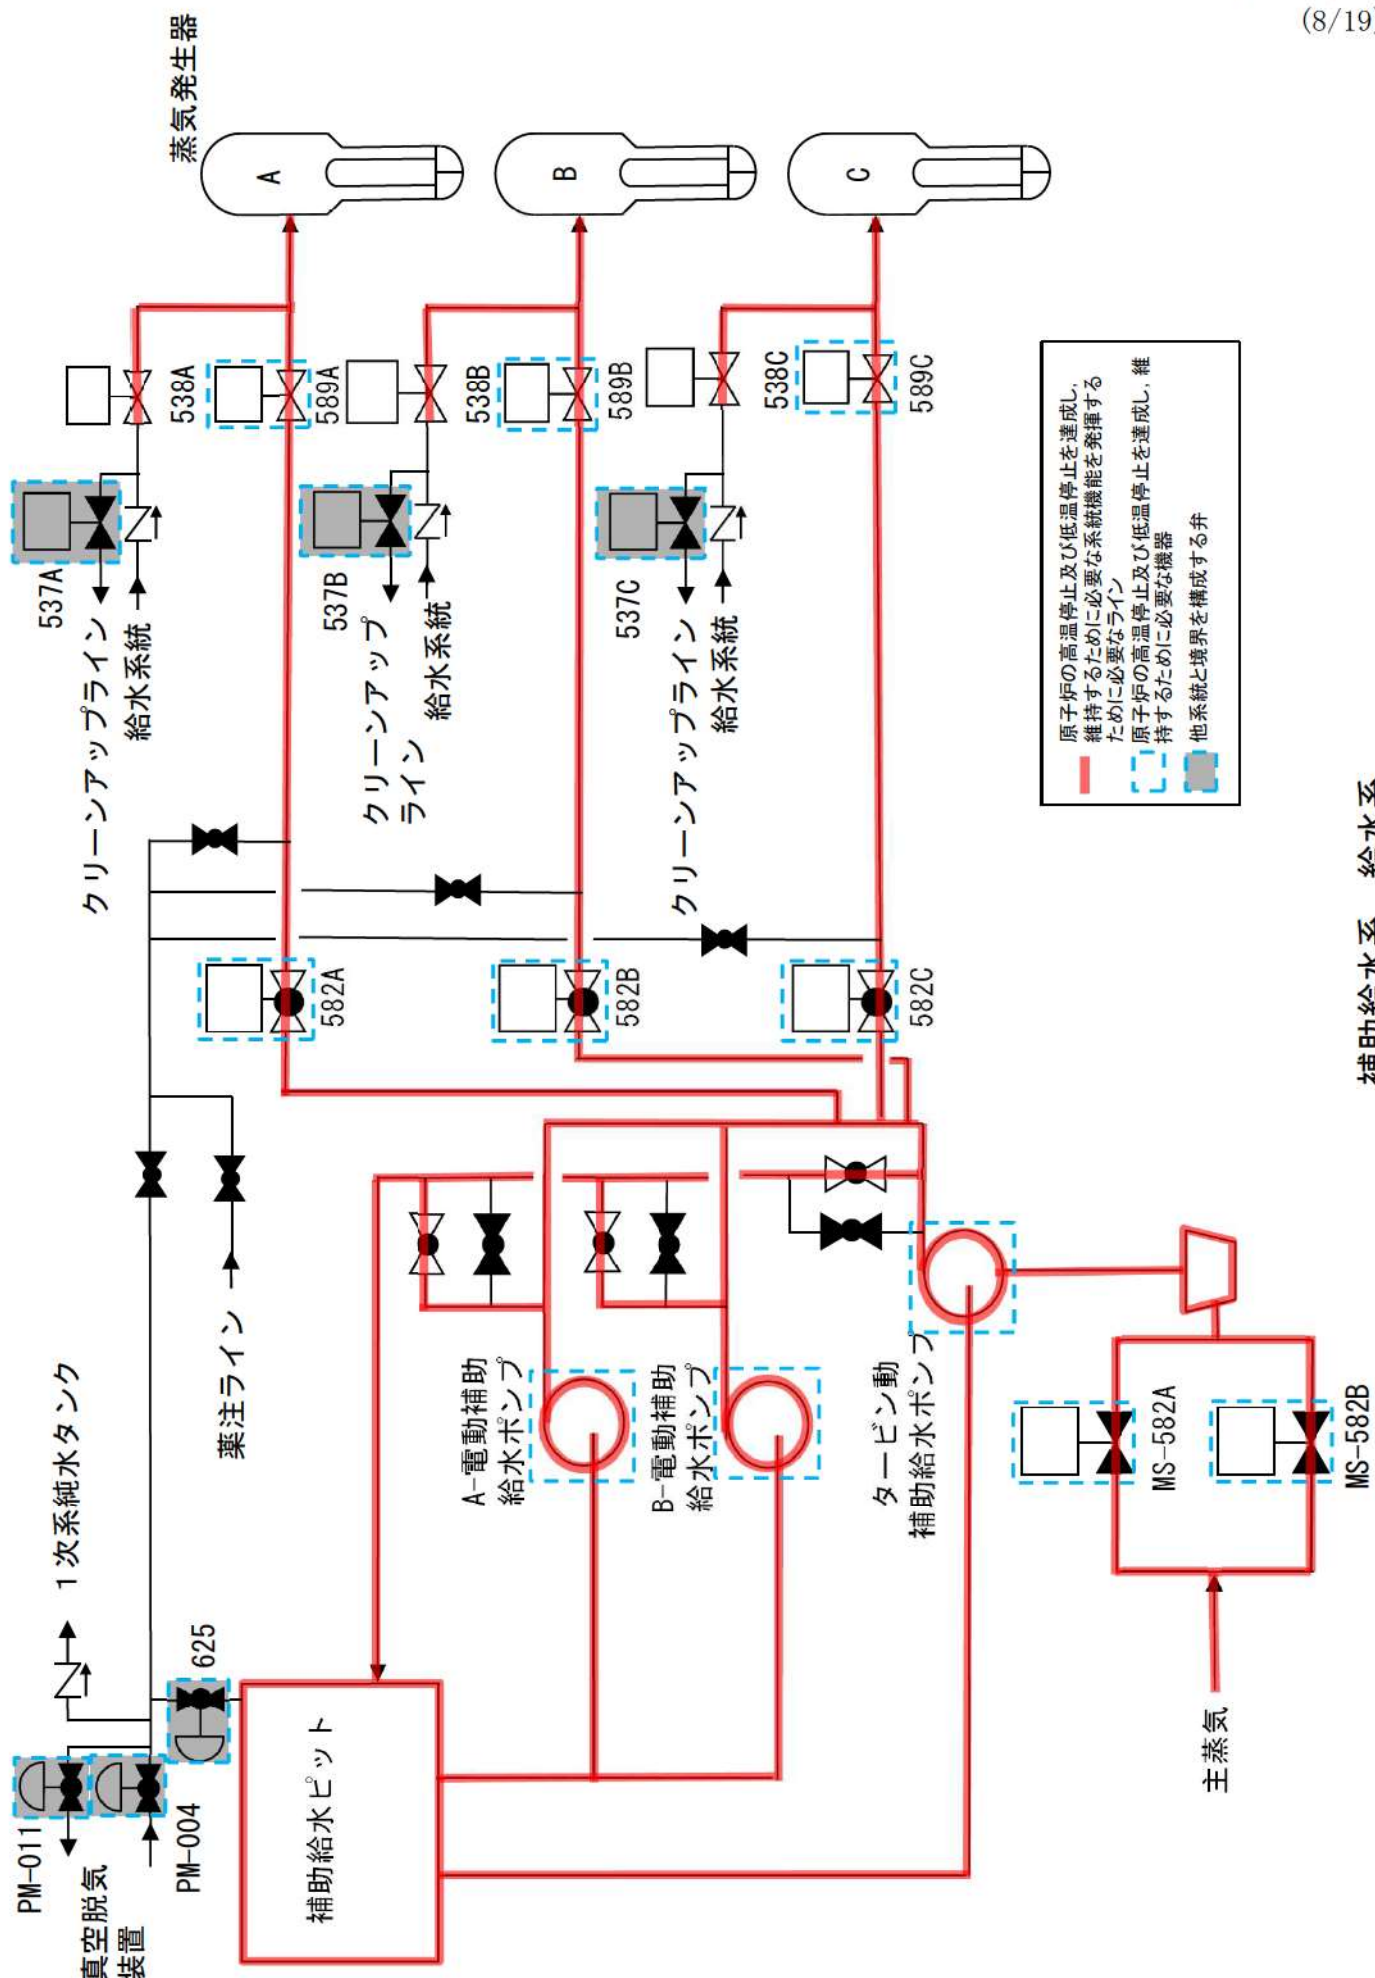 (8/19)
蒸気発生器
A
B
C
538A
589A
538B
589B
538C
589C
537A
クリーンアップライン
給水系統
537B
クリーンアップ
ライン
給水系統
537C
クリーンアップライン
給水系統
582A
582B
582C
薬注ライン
1次系純水タンク
625
PM-011
真空脱気
装置
PM-004
補助給水ピット
A-電動補助
給水ポンプ
B-電動補助
給水ポンプ
タービン動
補助給水ポンプ
MS-582A
MS-582B
主蒸気
原子炉の高温停止及び低温停止を達成し,
維持するために必要な系統機能を発揮する
ために必要なライン
原子炉の高温停止及び低温停止を達成し, 維
持するために必要な機器
他系統と境界を構成する弁
補助給水系 給水系